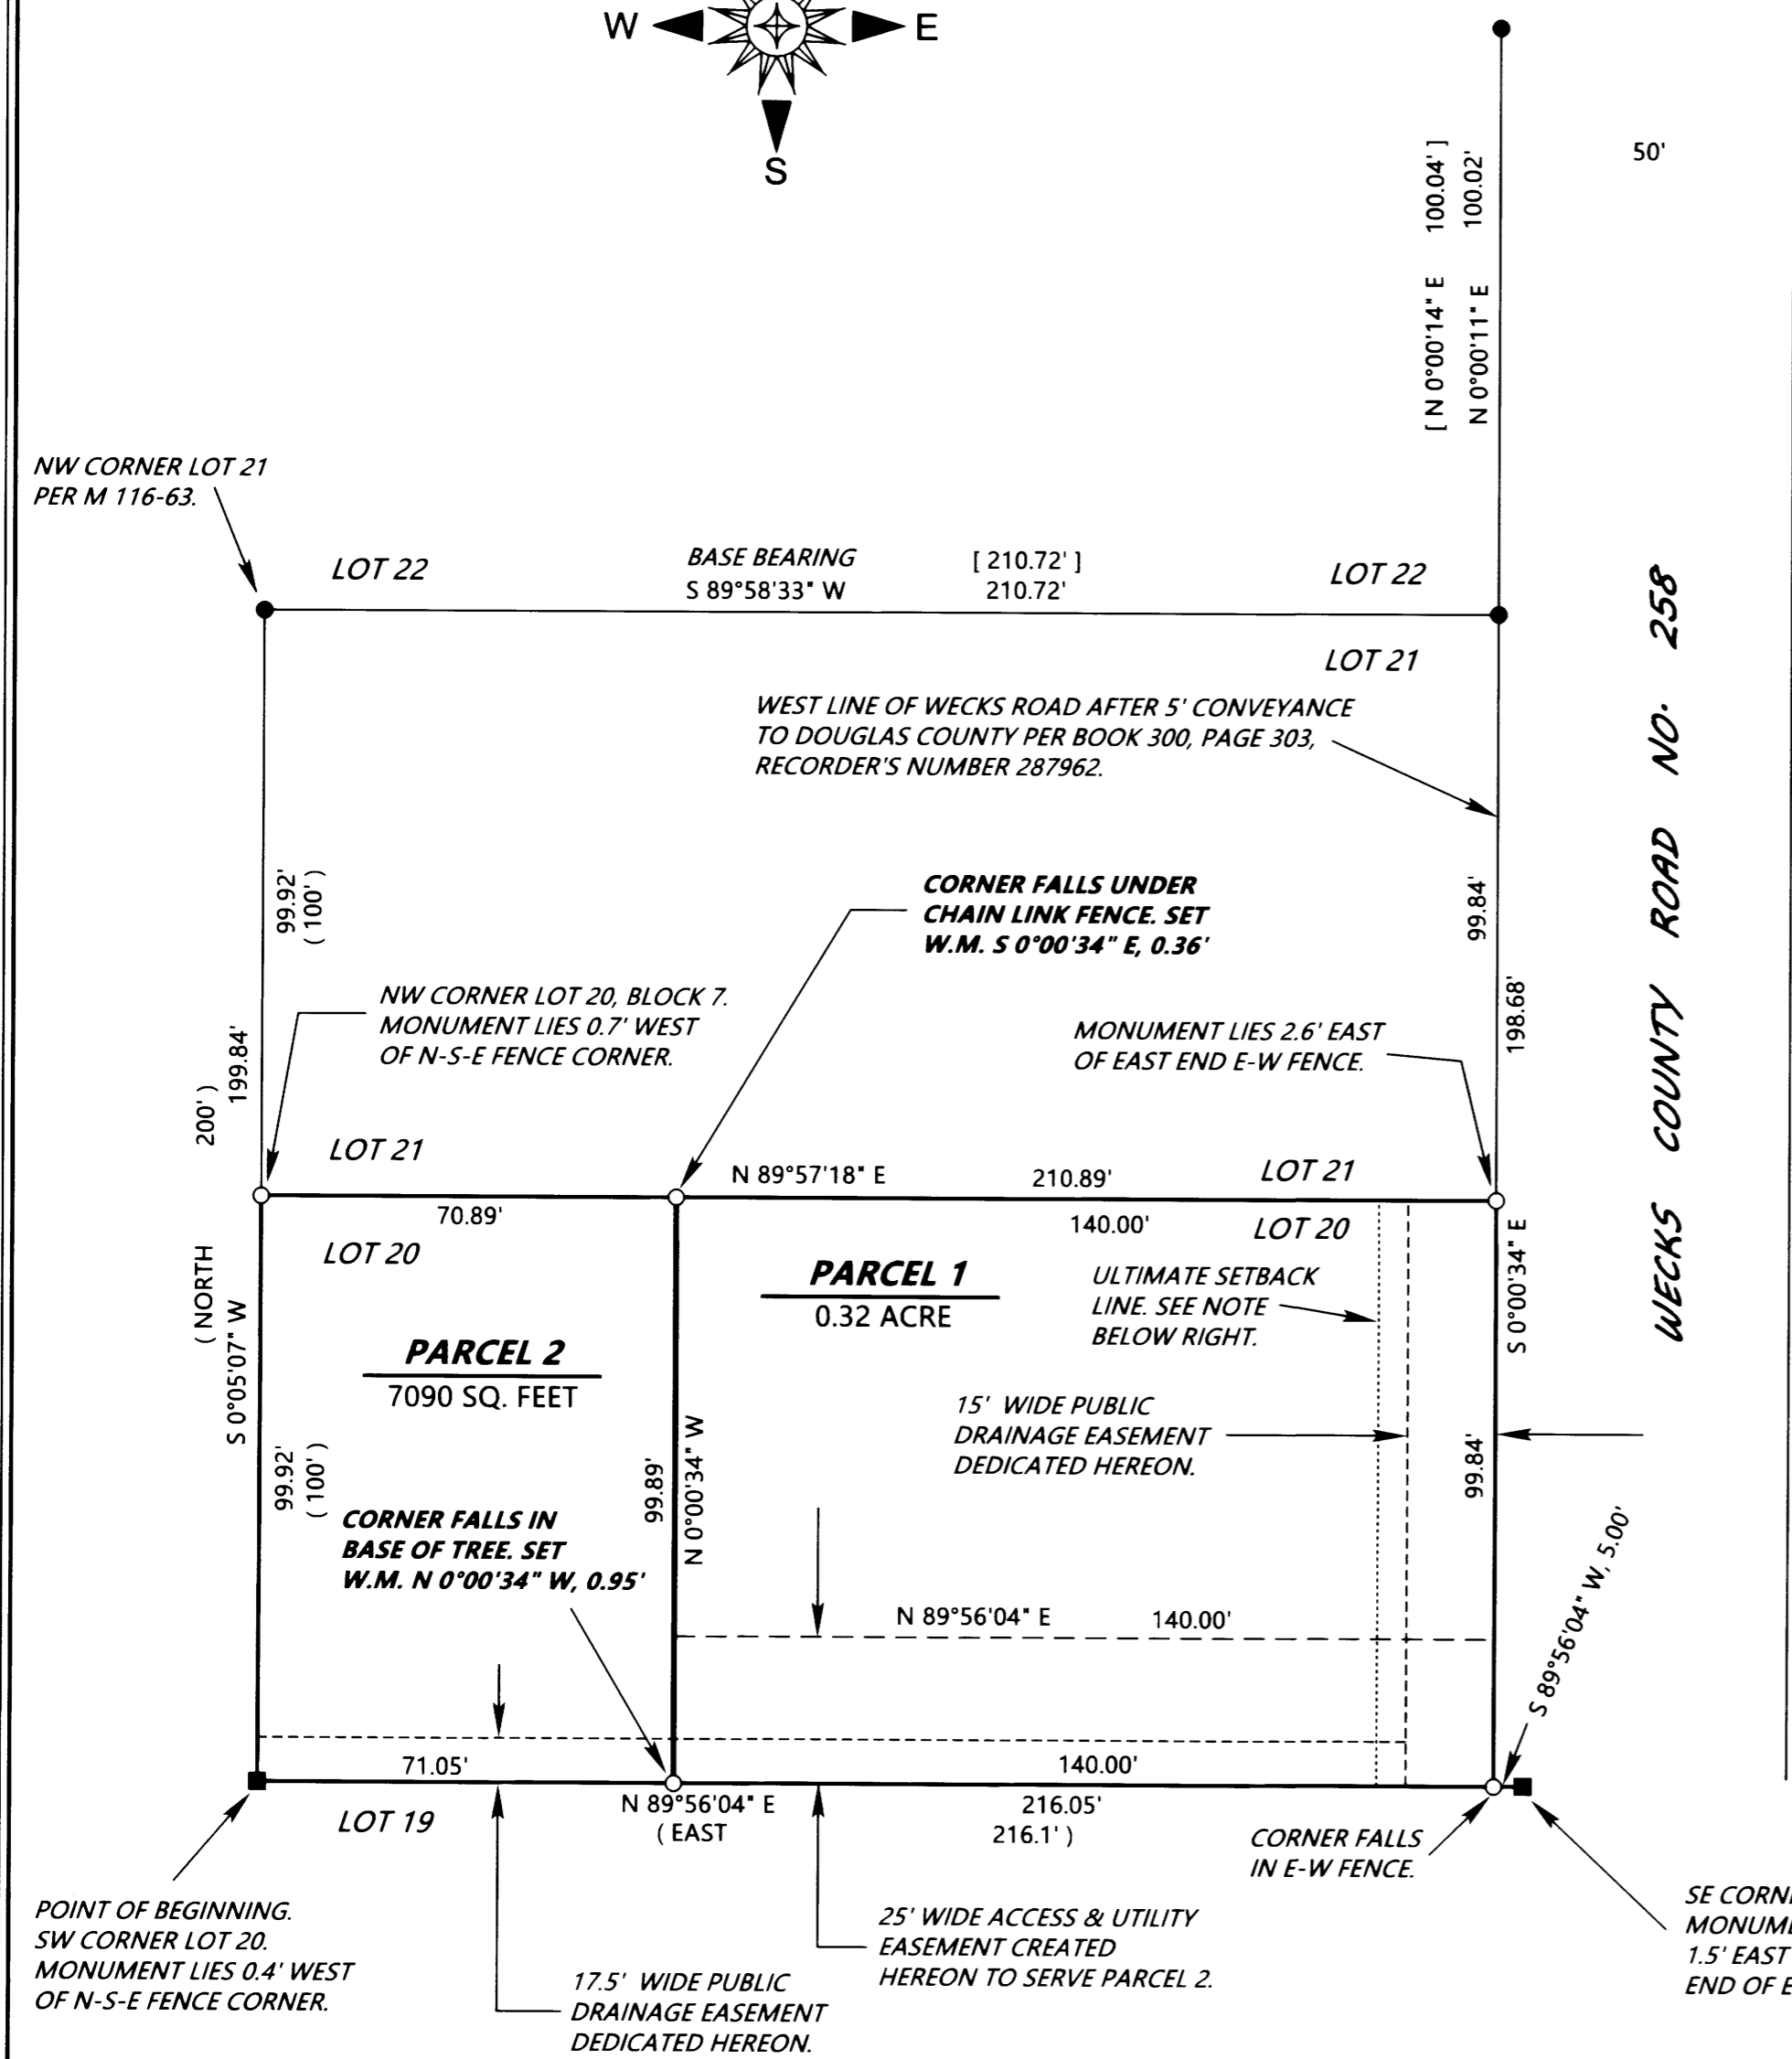 W E
S
50'
[ N 0°00'14" E 100.04' ]
N 0°00'11" E 100.02'
NW CORNER LOT 21
PER M 116-63.
LOT 22
BASE BEARING [ 210.72' ]
S 89°58'33" W 210.72'
LOT 22
LOT 21
WEST LINE OF WECKS ROAD AFTER 5' CONVEYANCE
TO DOUGLAS COUNTY PER BOOK 300, PAGE 303,
RECORDER'S NUMBER 287962.
WECKS COUNTY ROAD NO. 258
99.92'
( 100' )
CORNER FALLS UNDER
CHAIN LINK FENCE. SET
W.M. S 0°00'34" E, 0.36'
99.84'
198.68'
S 0°00'34" E
NW CORNER LOT 20, BLOCK 7.
MONUMENT LIES 0.7' WEST
OF N-S-E FENCE CORNER.
MONUMENT LIES 2.6' EAST
OF EAST END E-W FENCE.
( NORTH 200' )
S 0°05'07" W 199.84'
LOT 21
N 89°57'18" E 210.89'
LOT 21
70.89'
140.00'
LOT 20
LOT 20
PARCEL 1
0.32 ACRE
ULTIMATE SETBACK
LINE. SEE NOTE
BELOW RIGHT.
PARCEL 2
7090 SQ. FEET
15' WIDE PUBLIC
DRAINAGE EASEMENT
DEDICATED HEREON.
99.92'
( 100' )
99.89'
N 0°00'34" W
99.84'
CORNER FALLS IN
BASE OF TREE. SET
W.M. N 0°00'34" W, 0.95'
N 89°56'04" E 140.00'
S 89°56'04" W, 5.00'
71.05'
140.00'
LOT 19
N 89°56'04" E 216.05'
( EAST 216.1' )
CORNER FALLS
IN E-W FENCE.
POINT OF BEGINNING.
SW CORNER LOT 20.
MONUMENT LIES 0.4' WEST
OF N-S-E FENCE CORNER.
17.5' WIDE PUBLIC
DRAINAGE EASEMENT
DEDICATED HEREON.
25' WIDE ACCESS & UTILITY
EASEMENT CREATED
HEREON TO SERVE PARCEL 2.
SE CORNE
MONUME
1.5' EAST
END OF E